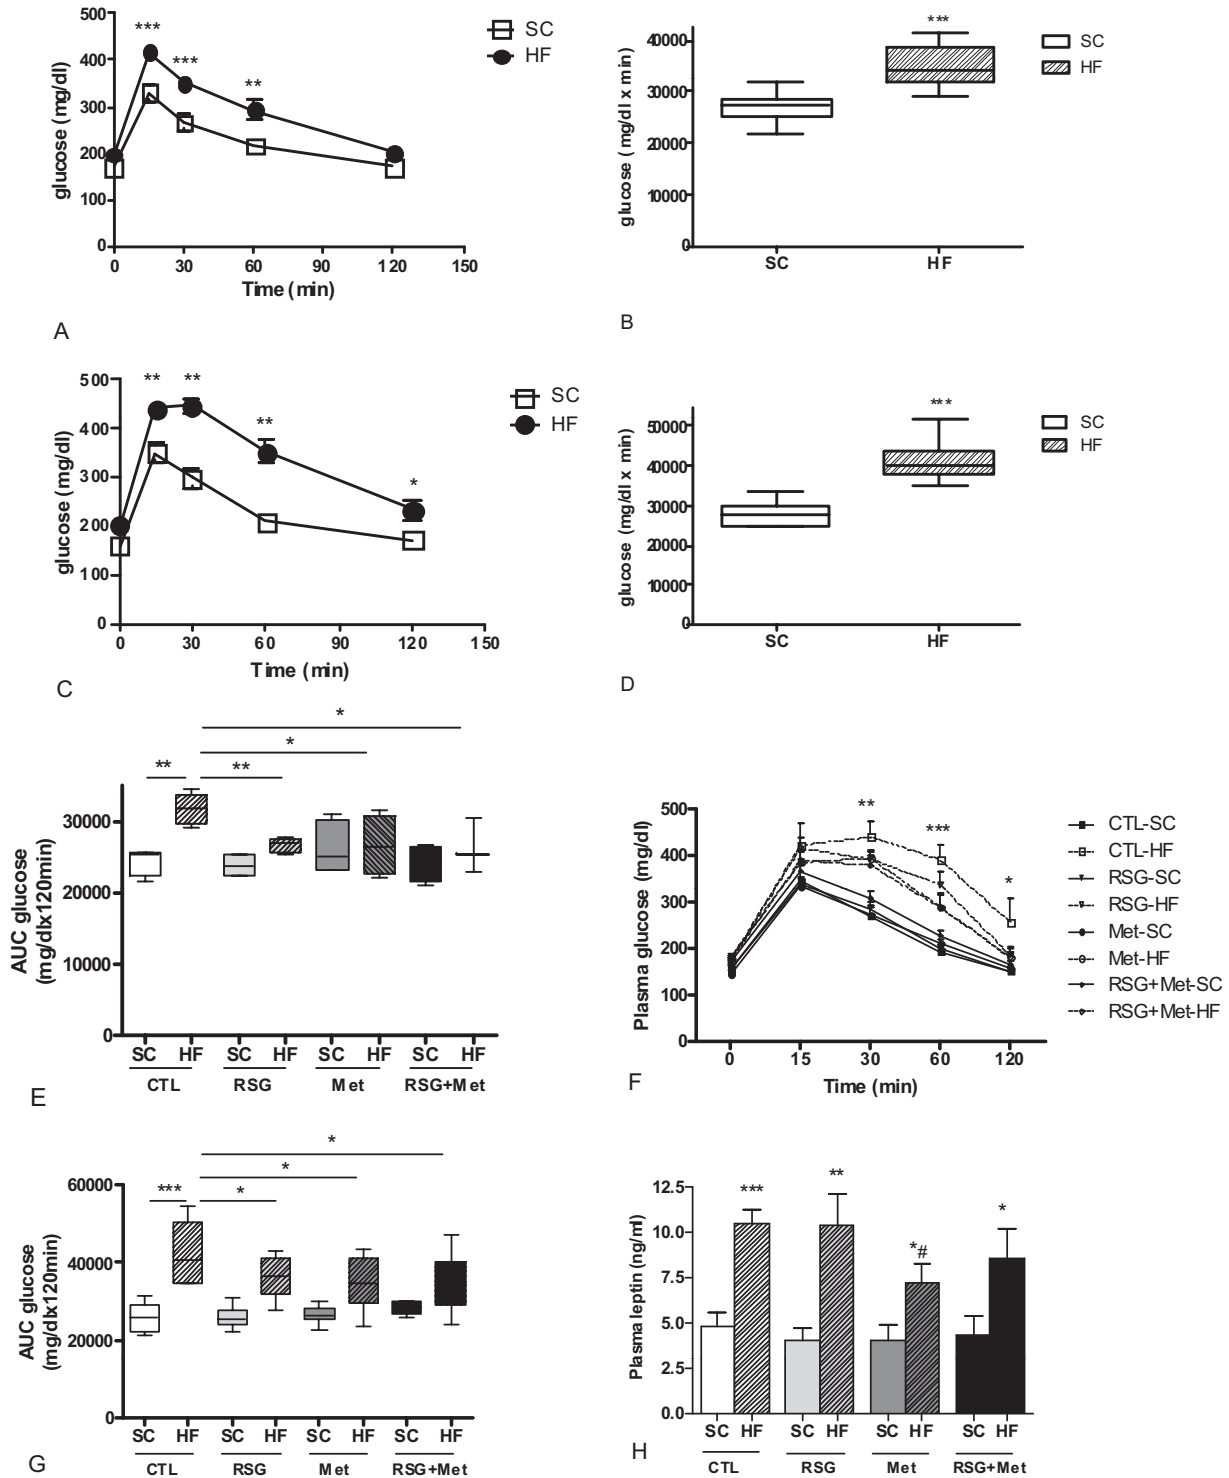 500
400
300
200
100
0
glucose (mg/dl)
***
***
**
SC
HF
0 30 60 90 120 150
Time (min)
A
40000
30000
20000
10000
0
glucose (mg/dl x min)
***
SC
HF
SC HF
B
500
400
300
200
100
0
glucose (mg/dl)
** **
**
*
SC
HF
0 30 60 90 120 150
Time (min)
C
50000
40000
30000
20000
10000
0
glucose (mg/dl x min)
***
SC
HF
SC HF
D
*
*
** **
30000
20000
10000
0
AUC glucose
(mg/dlx120min)
SC HF SC HF SC HF SC HF
CTL RSG Met RSG+Met
E
500
400
300
200
100
0
Plasma glucose (mg/dl)
**
***
*
CTL-SC
CTL-HF
RSG-SC
RSG-HF
Met-SC
Met-HF
RSG+Met-SC
RSG+Met-HF
0 15 30 60 120
Time (min)
F
*
*
*** *
60000
40000
20000
0
AUC glucose
(mg/dlx120min)
SC HF SC HF SC HF SC HF
CTL RSG Met RSG+Met
G
12.5
10.0
7.5
5.0
2.5
0.0
Plasma leptin (ng/ml)
***
**
*#
*
SC HF SC HF SC HF SC HF
CTL RSG Met RSG+Met
H